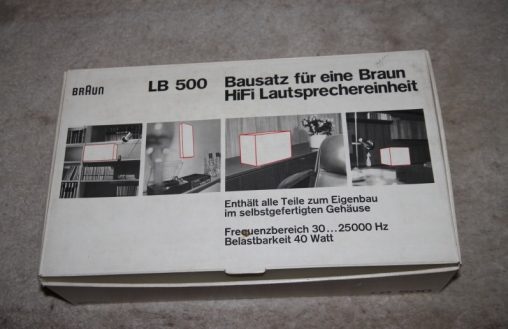 BRAUN
LB 500
Bausatz für eine Braun
HiFi Lautsprechereinheit
Enthält alle Teile zum Eigenbau
im selbstgefertigten Gehäuse
Frequenzbereich 30...25000 Hz
Belastbarkeit 40 Watt